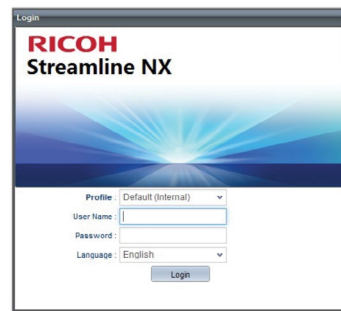 Login
RICOH
Streamline NX
Profile : Default (Internal)
User Name :
Password :
Language : English
Login